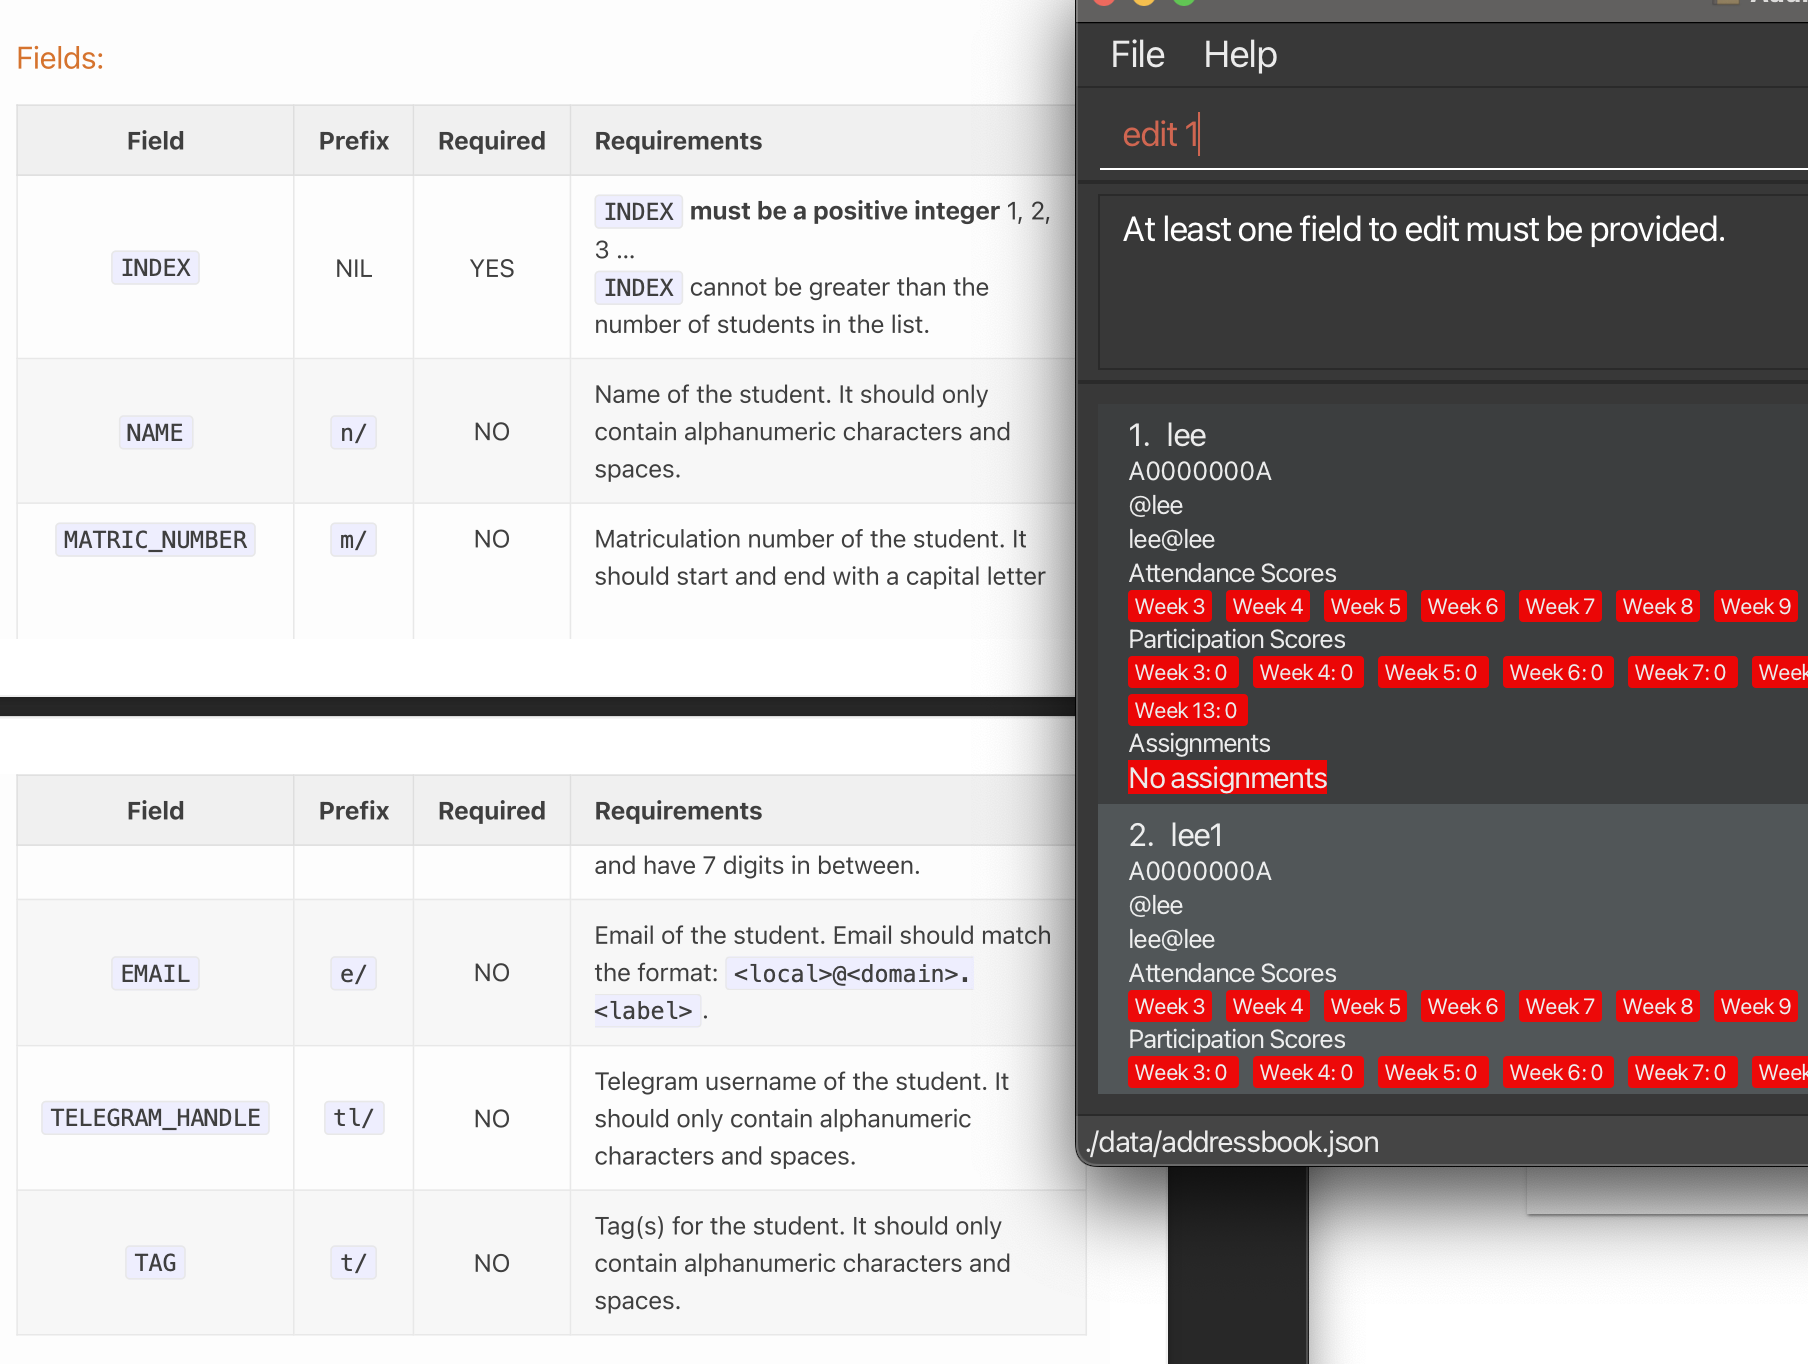 Fields:
Field Prefix Required Requirements
INDEX NIL YES INDEX must be a positive integer 1, 2,
3 ...
INDEX cannot be greater than the
number of students in the list.
NAME n/ NO Name of the student. It should only
contain alphanumeric characters and
spaces.
MATRIC_NUMBER m/ NO Matriculation number of the student. It
should start and end with a capital letter
Field Prefix Required Requirements
and have 7 digits in between.
EMAIL e/ NO Email of the student. Email should match
the format: <local>@<domain>.
<label> .
TELEGRAM_HANDLE tl/ NO Telegram username of the student. It
should only contain alphanumeric
characters and spaces.
TAG t/ NO Tag(s) for the student. It should only
contain alphanumeric characters and
spaces.
File Help
edit 1
At least one field to edit must be provided.
1. lee
A0000000A
@lee
lee@lee
Attendance Scores
Week 3 Week 4 Week 5 Week 6 Week 7 Week 8 Week 9
Participation Scores
Week 3: 0 Week 4: 0 Week 5: 0 Week 6: 0 Week 7: 0 Week
Week 13: 0
Assignments
No assignments
2. lee1
A0000000A
@lee
lee@lee
Attendance Scores
Week 3 Week 4 Week 5 Week 6 Week 7 Week 8 Week 9
Participation Scores
Week 3: 0 Week 4: 0 Week 5: 0 Week 6: 0 Week 7: 0 Week
./data/addressbook.json